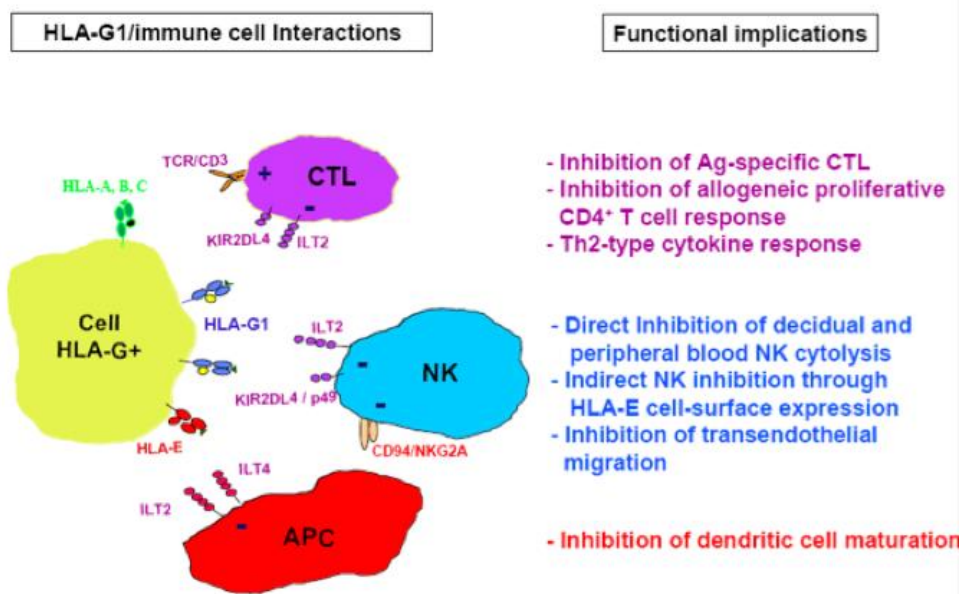 HLA-G1/immune cell Interactions
Functional implications
TCR/CD3
+
CTL
-
HLA-A, B, C
KIR2DL4
ILT2
- Inhibition of Ag-specific CTL
- Inhibition of allogeneic proliferative
CD4⁺ T cell response
- Th2-type cytokine response
Cell
HLA-G+
HLA-G1
HLA-E
ILT2
-
NK
KIR2DL4 / p49
-
CD94/NKG2A
- Direct Inhibition of decidual and
peripheral blood NK cytolysis
- Indirect NK inhibition through
HLA-E cell-surface expression
- Inhibition of transendothelial
migration
ILT4
ILT2
-
APC
- Inhibition of dendritic cell maturation